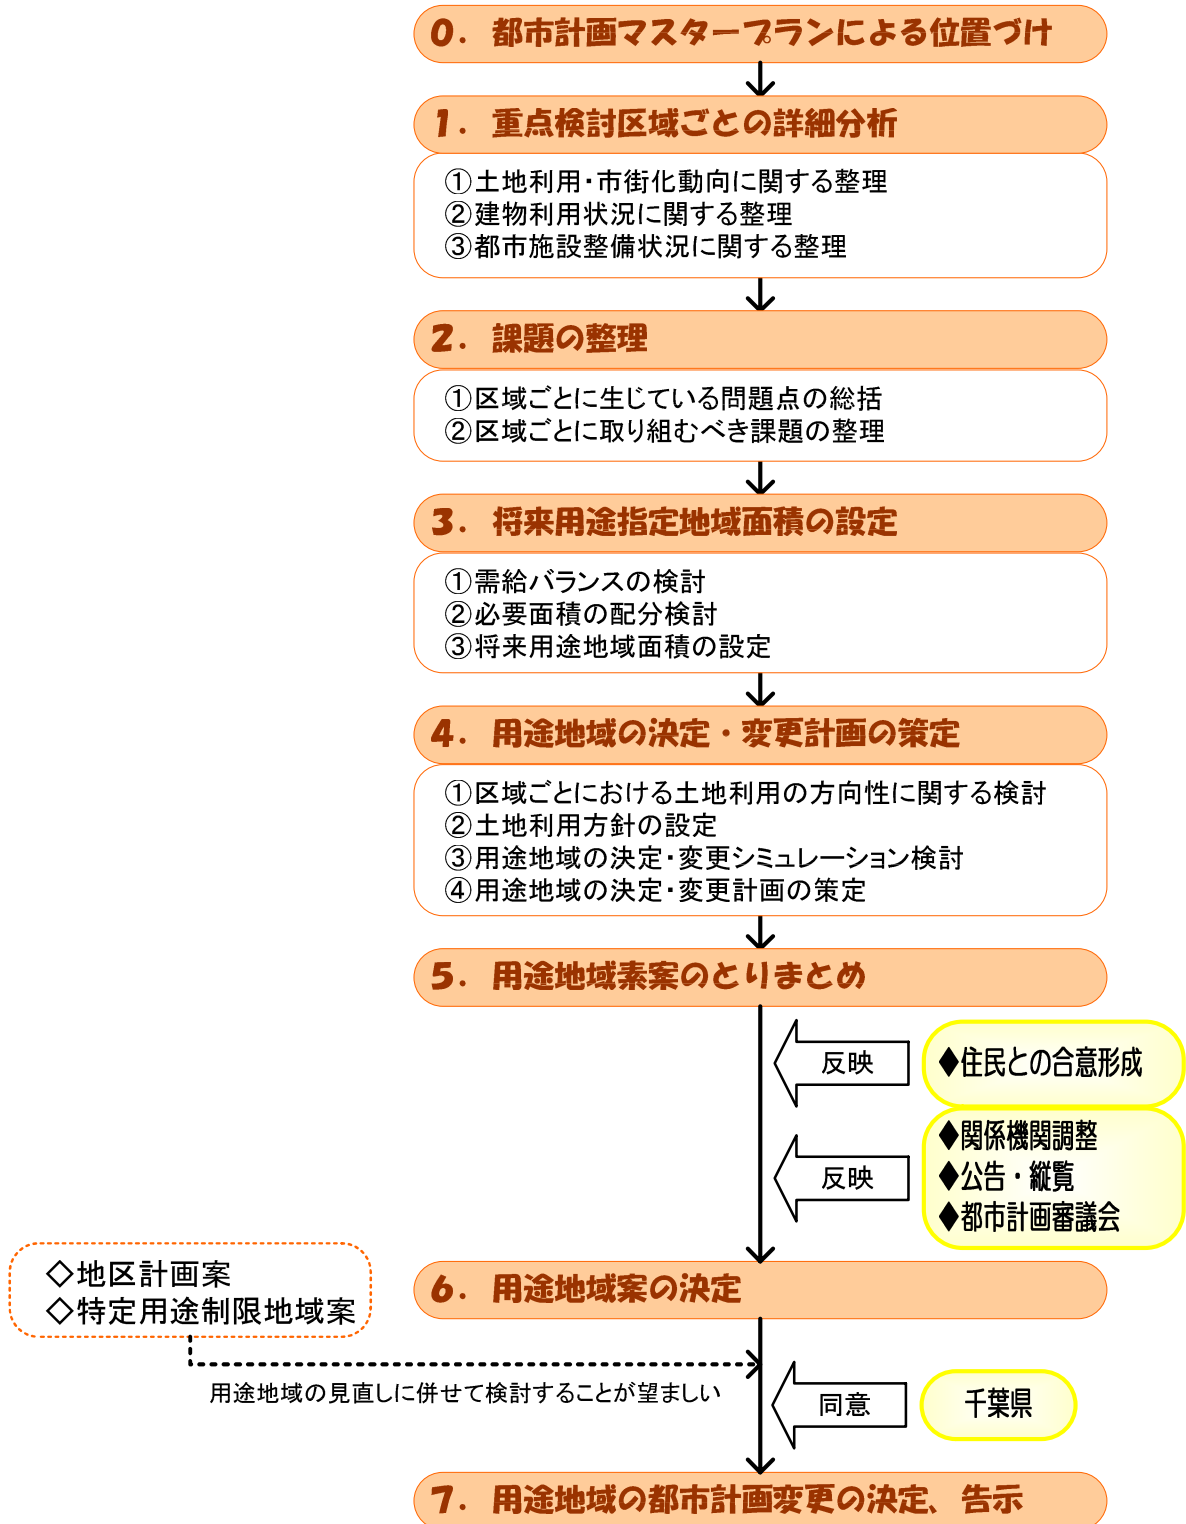 ０．都市計画マスタープランによる位置づけ
１．重点検討区域ごとの詳細分析
①土地利用・市街化動向に関する整理
②建物利用状況に関する整理
③都市施設整備状況に関する整理
２．課題の整理
①区域ごとに生じている問題点の総括
②区域ごとに取り組むべき課題の整理
３．将来用途指定地域面積の設定
①需給バランスの検討
②必要面積の配分検討
③将来用途地域面積の設定
４．用途地域の決定・変更計画の策定
①区域ごとにおける土地利用の方向性に関する検討
②土地利用方針の設定
③用途地域の決定・変更シミュレーション検討
④用途地域の決定・変更計画の策定
５．用途地域素案のとりまとめ
反映
◆住民との合意形成
◆関係機関調整
反映
◆公告・縦覧
◆都市計画審議会
◇地区計画案
◇特定用途制限地域案
６．用途地域案の決定
用途地域の見直しに併せて検討することが望ましい
同意
千葉県
７．用途地域の都市計画変更の決定、告示